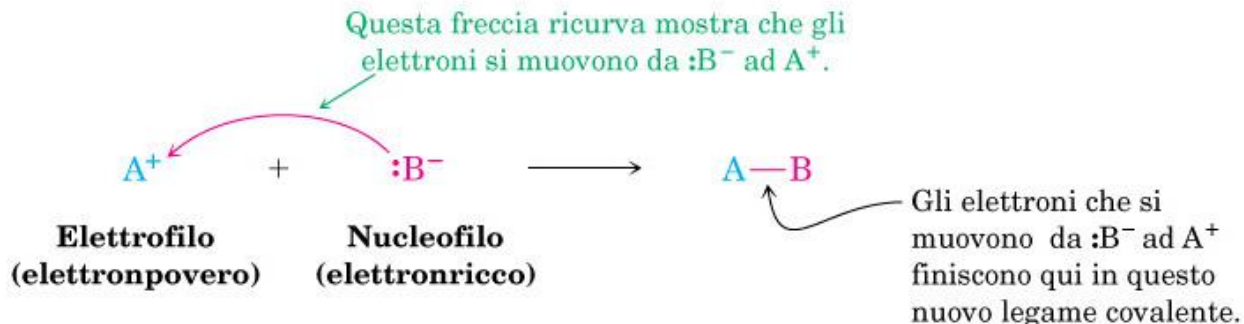 Questa freccia ricurva mostra che gli
elettroni si muovono da :B⁻ ad A⁺.
A⁺ + :B⁻ ⟶ A—B
Elettrofilo
(elettronpovero)
Nucleofilo
(elettronricco)
Gli elettroni che si
muovono da :B⁻ ad A⁺
finiscono qui in questo
nuovo legame covalente.